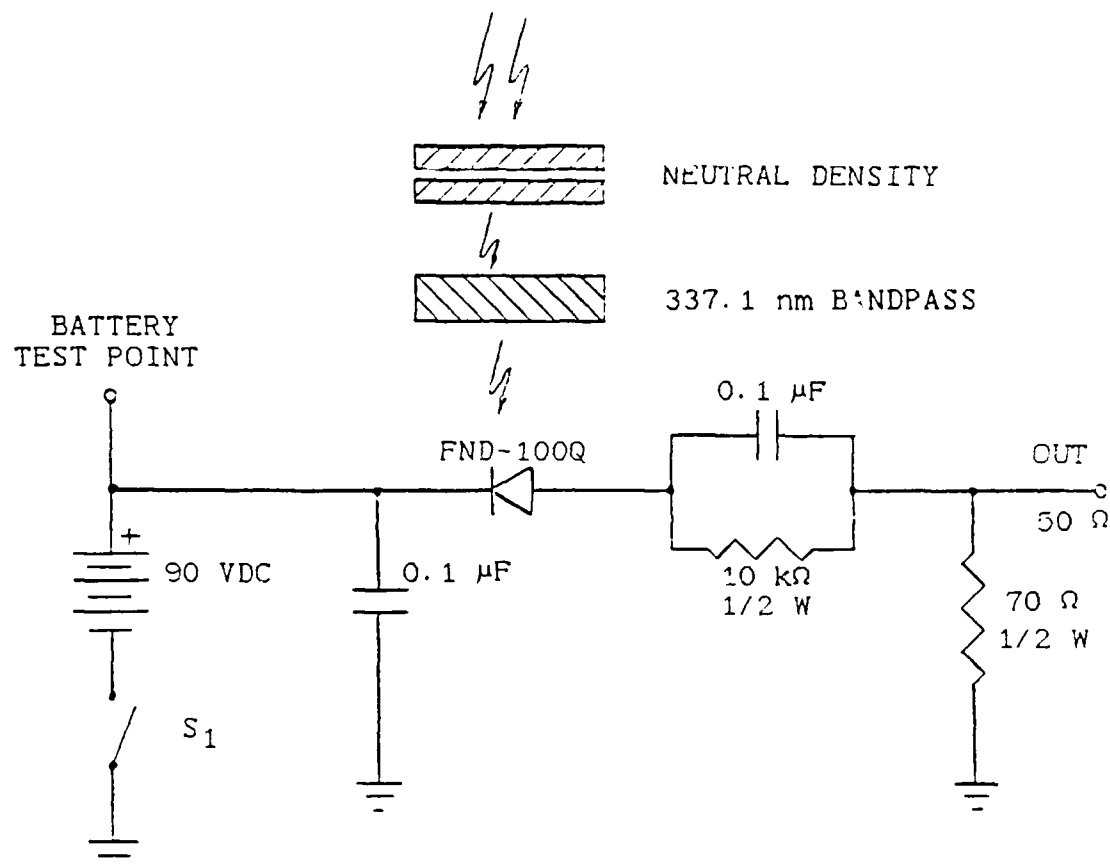 NEUTRAL DENSITY
337.1 nm BANDPASS
BATTERY
TEST POINT
0.1 µF
FND-100Q
OUT
50 Ω
+
90 VDC
0.1 µF
10 kΩ
1/2 W
70 Ω
1/2 W
S1